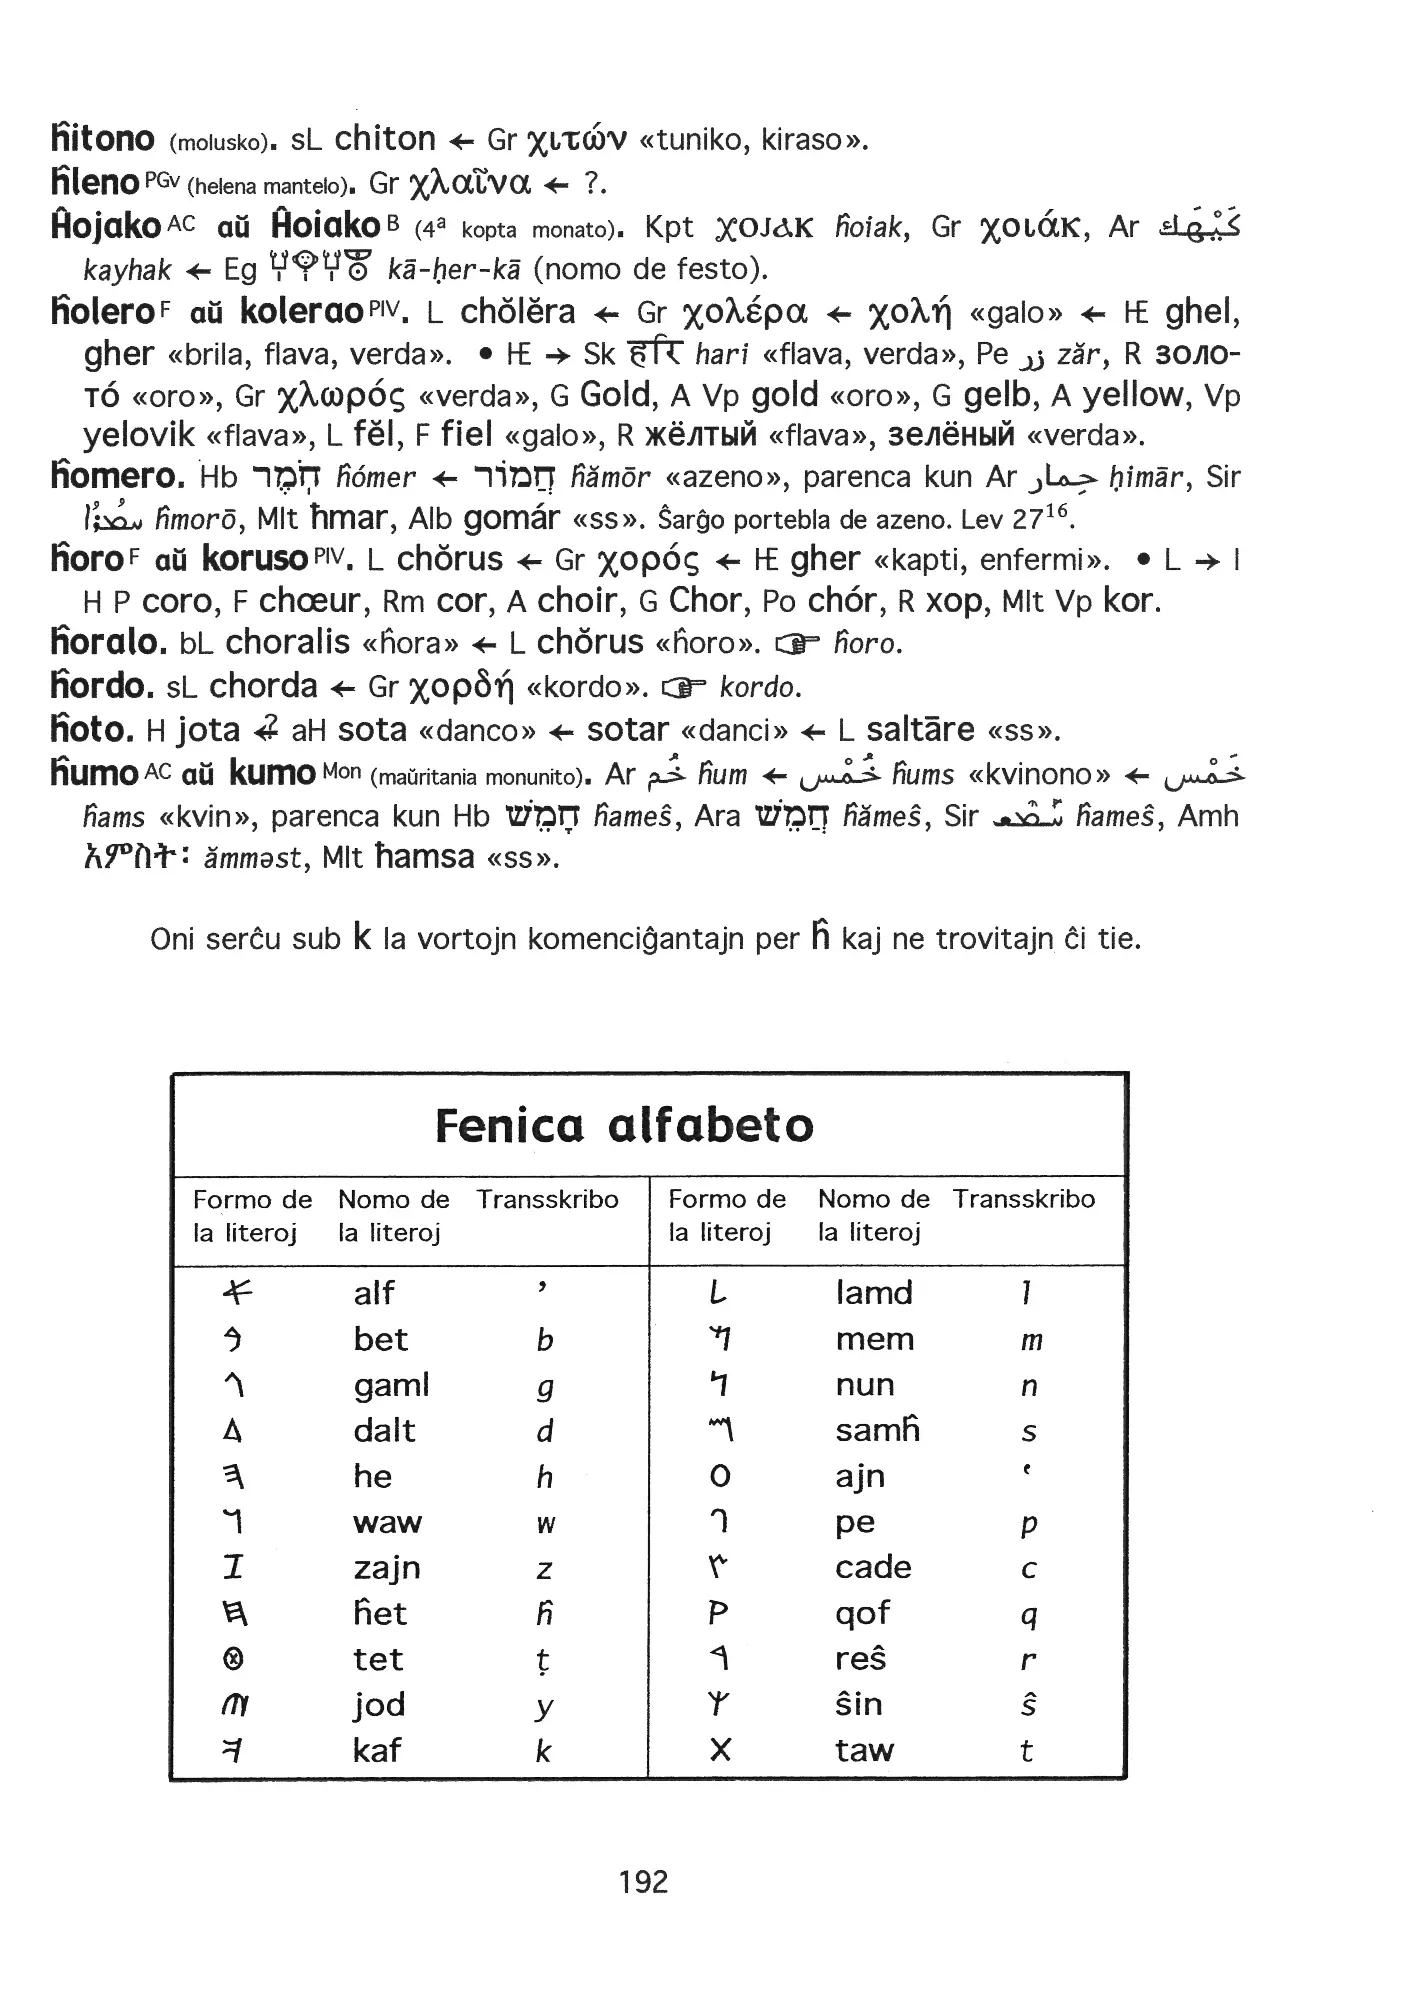 ĥitono (molusko). sL chiton ← Gr χιτών «tuniko, kiraso».
ĥleno PGv (helena mantelo). Gr χλαῖνα ← ?.
Ĥojako AC aŭ Ĥoiako B (4ª kopta monato). Kpt ĥoiak, Gr χοιάκ, Ar كَيْهَك
kayhak ← Eg kā-ḥer-kā (nomo de festo).
ĥolero F aŭ kolerao PIV. L chŏlĕra ← Gr χολέρα ← χολή «galo» ← IE ghel,
gher «brila, flava, verda». • IE → Sk हरि hari «flava, verda», Pe زر zăr, R золо-
тó «oro», Gr χλωρός «verda», G Gold, A Vp gold «oro», G gelb, A yellow, Vp
yelovik «flava», L fĕl, F fiel «galo», R жёлтый «flava», зелёный «verda».
ĥomero. Hb חֹמֶר ĥómer ← חֲמוֹר ĥămōr «azeno», parenca kun Ar حِمار ḥimār, Sir
ĥmorō, Mlt ħmar, Alb gomár «ss». Ŝarĝo portebla de azeno. Lev 27¹⁶.
ĥoro F aŭ koruso PIV. L chŏrus ← Gr χορός ← IE gher «kapti, enfermi». • L → I
H P coro, F chœur, Rm cor, A choir, G Chor, Po chór, R хор, Mlt Vp kor.
ĥoralo. bL choralis «ĥora» ← L chŏrus «ĥoro». ☞ ĥoro.
ĥordo. sL chorda ← Gr χορδή «kordo». ☞ kordo.
ĥoto. H jota ←? aH sota «danco» ← sotar «danci» ← L saltāre «ss».
ĥumo AC aŭ kumo Mon (maŭritania monunito). Ar خُم ĥum ← خُمْس ĥums «kvinono» ← خَمْس
ĥams «kvin», parenca kun Hb חָמֵשׁ ĥameŝ, Ara חֲמֵשׁ ĥămeŝ, Sir ĥameŝ, Amh
አምስት፡ ămməst, Mlt ħamsa «ss».
Oni serĉu sub k la vortojn komenciĝantajn per ĥ kaj ne trovitajn ĉi tie.
Fenica alfabeto
Formo de Nomo de Transskribo Formo de Nomo de Transskribo
la literoj la literoj la literoj la literoj
𐤀 alf ʾ 𐤋 lamd l
𐤁 bet b 𐤌 mem m
𐤂 gaml g 𐤍 nun n
𐤃 dalt d 𐤎 samĥ s
𐤄 he h 𐤏 ajn ʿ
𐤅 waw w 𐤐 pe p
𐤆 zajn z 𐤑 cade c
𐤇 ĥet ĥ 𐤒 qof q
𐤈 tet ṭ 𐤓 reŝ r
𐤉 jod y 𐤔 ŝin ŝ
𐤊 kaf k 𐤕 taw t
192